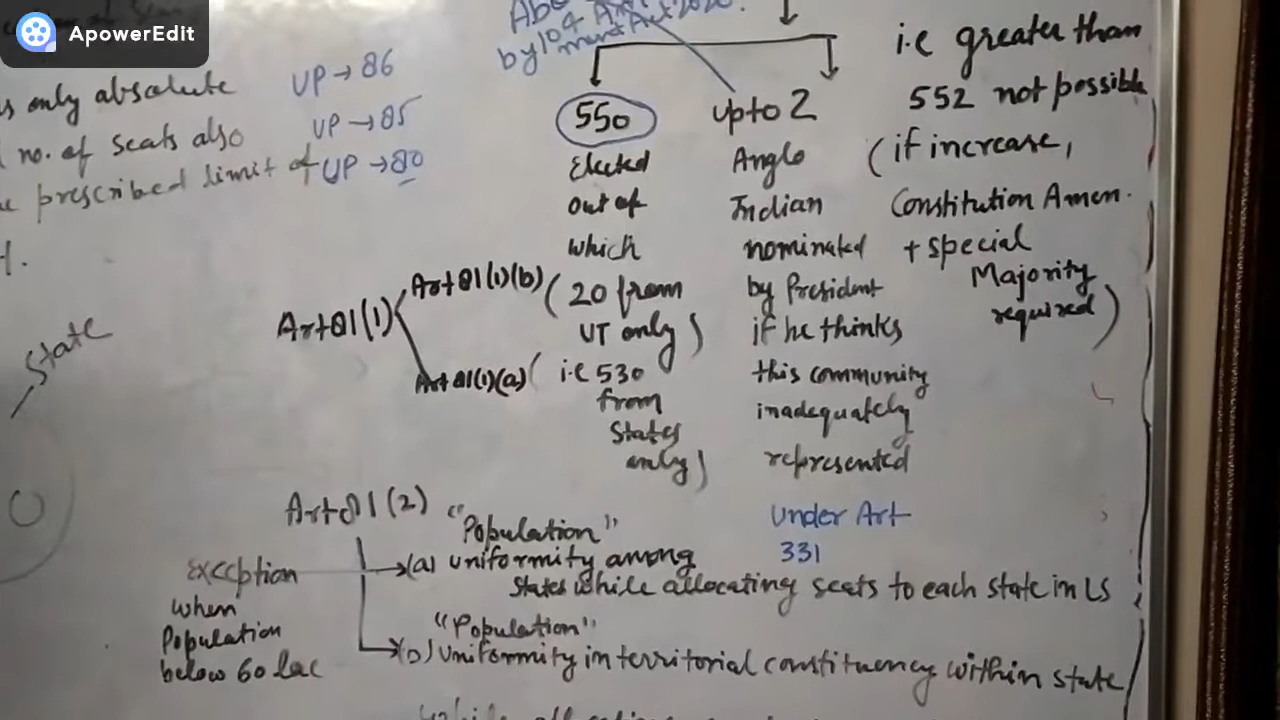 ApowerEdit
by 104
i.e greater than
552 not possible
(if increase,
Constitution Amen.
+ special
Majority
required)
s only absolute
no. of seats also
prescribed limit of
UP → 86
UP → 85
UP → 80
State
550
Elected
out of
which
(20 from
UT only)
i.e 530
from
States
only)
upto 2
Anglo
Indian
nominated
by President
if he thinks
this community
inadequately
represented
under Art
331
Art 81(1)
Art 81(1)(b)
Art 81(1)(a) (
Art 81(2)
"Population"
(a) uniformity among
States while allocating seats to each state in LS
"Population"
(b) uniformity in territorial constituency within state
Exception
when
Population
below 60 lac